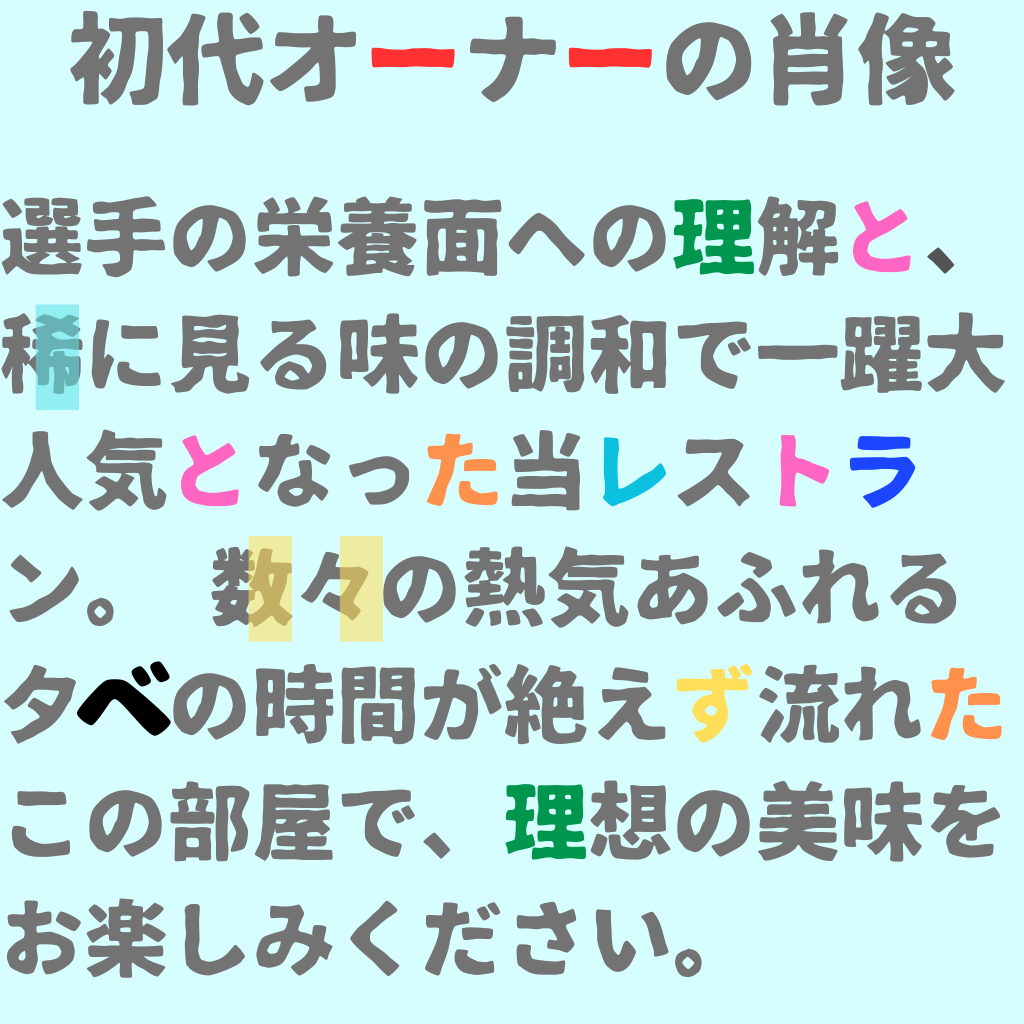 初代オーナーの肖像
選手の栄養面への理解と、
稀に見る味の調和で一躍大
人気となった当レストラ
ン。　数々の熱気あふれる
夕べの時間が絶えず流れた
この部屋で、理想の美味を
お楽しみください。